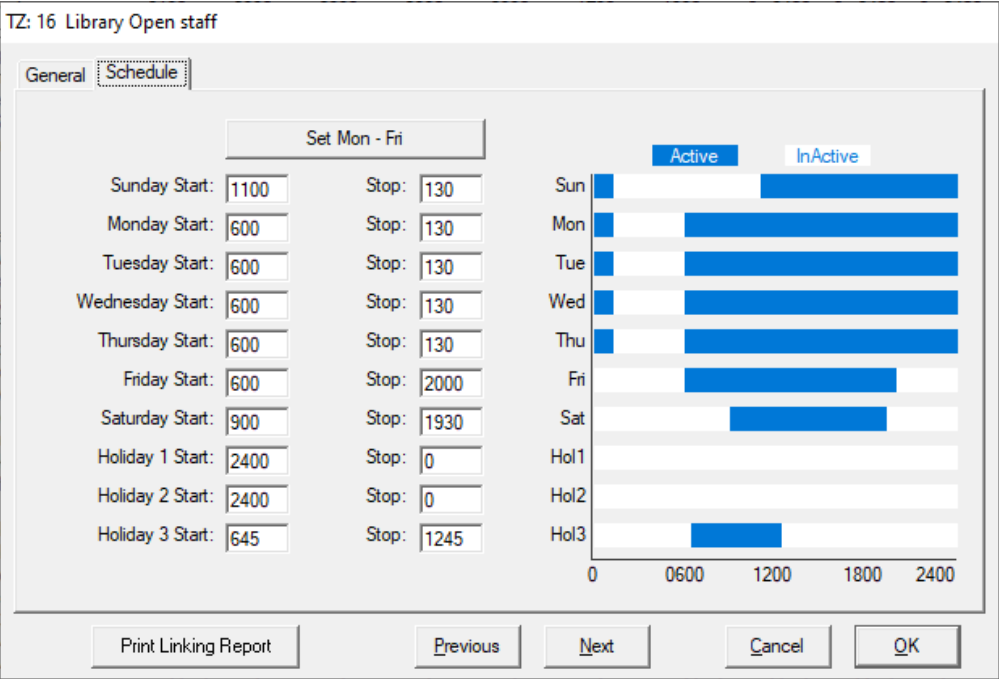 TZ: 16 Library Open staff
General Schedule
Set Mon - Fri
Active InActive
Sunday Start: 1100 Stop: 130 Sun
Monday Start: 600 Stop: 130 Mon
Tuesday Start: 600 Stop: 130 Tue
Wednesday Start: 600 Stop: 130 Wed
Thursday Start: 600 Stop: 130 Thu
Friday Start: 600 Stop: 2000 Fri
Saturday Start: 900 Stop: 1930 Sat
Holiday 1 Start: 2400 Stop: 0 Hol1
Holiday 2 Start: 2400 Stop: 0 Hol2
Holiday 3 Start: 645 Stop: 1245 Hol3
0 0600 1200 1800 2400
Print Linking Report Previous Next Cancel OK